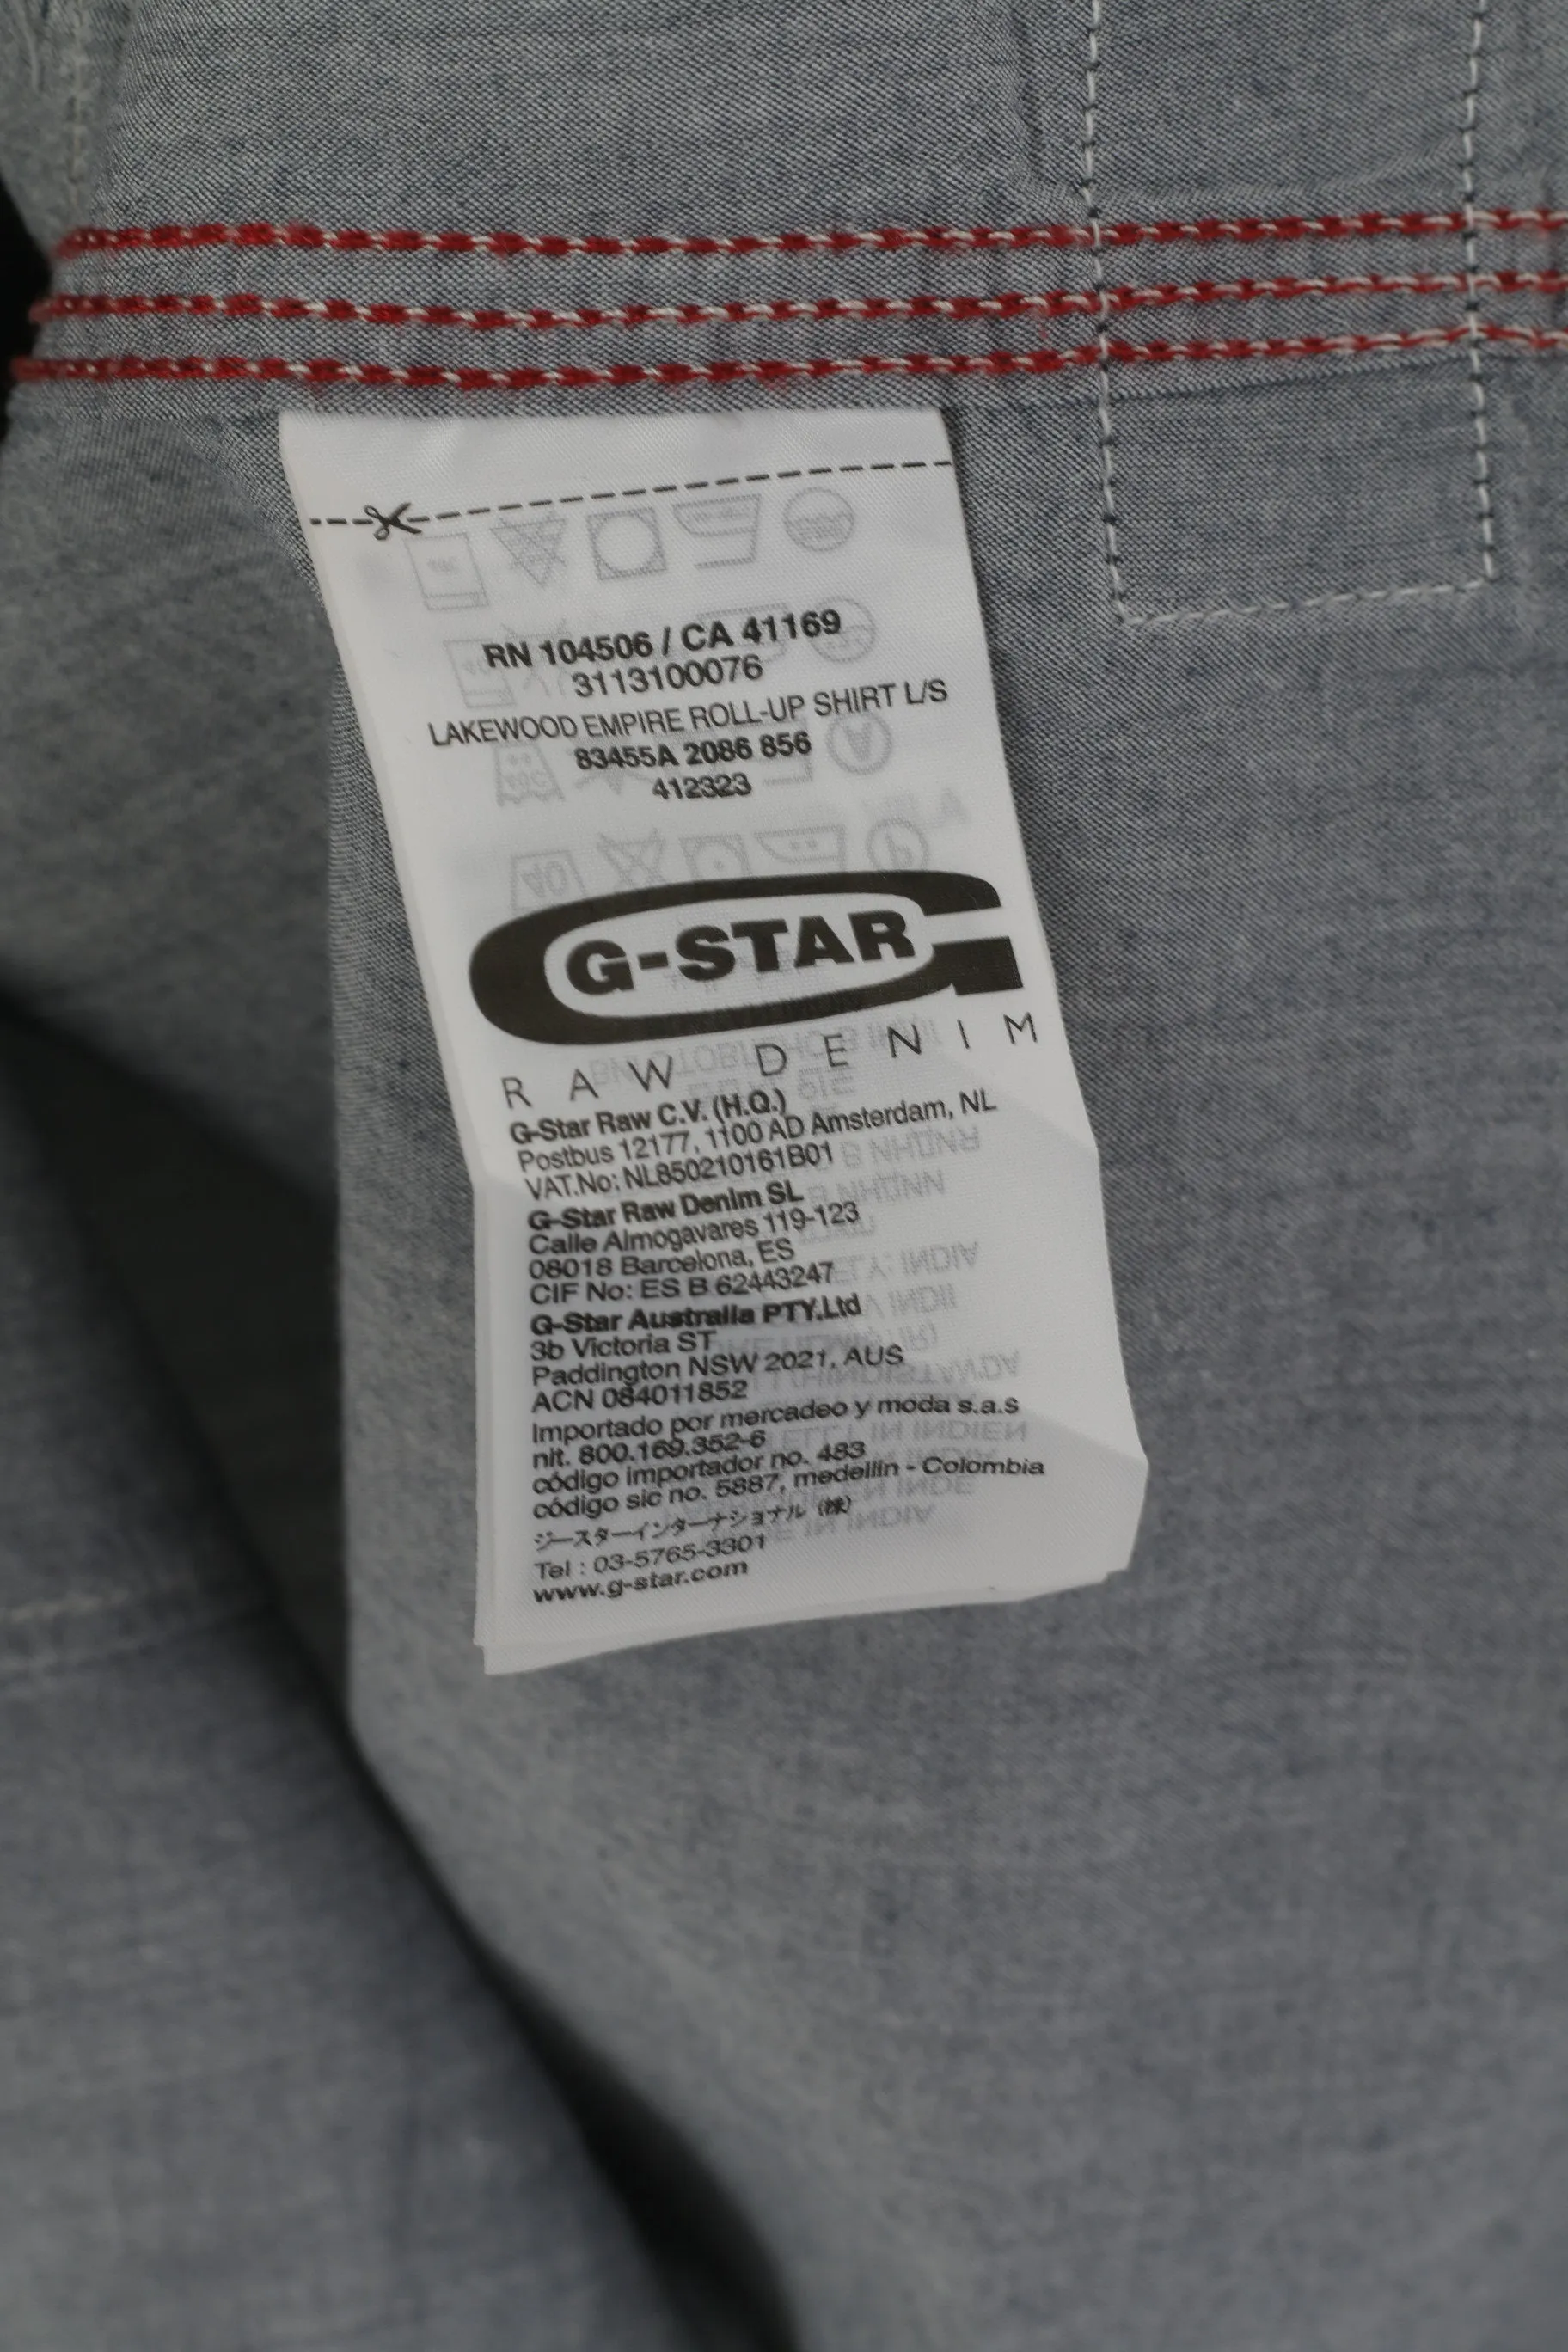 RN 104506 / CA 41169
3113100076
LAKEWOOD EMPIRE ROLL-UP SHIRT L/S
83455A 2086 856
412323
G-STAR
RAW DENIM
G-Star Raw C.V. (H.Q.)
Postbus 12177, 1100 AD Amsterdam, NL
VAT.No: NL850210161B01
G-Star Raw Denim SL
Calle Almogavares 119-123
08018 Barcelona, ES
CIF No: ES B 62443247
G-Star Australia PTY.Ltd
3b Victoria ST
Paddington NSW 2021, AUS
ACN 084011852
Importado por mercadeo y moda s.a.s
nit. 800.169.352-6
código importador no. 483
código sic no. 5887, medellin - Colombia
ジースターインターナショナル (株)
Tel : 03-5765-3301
www.g-star.com